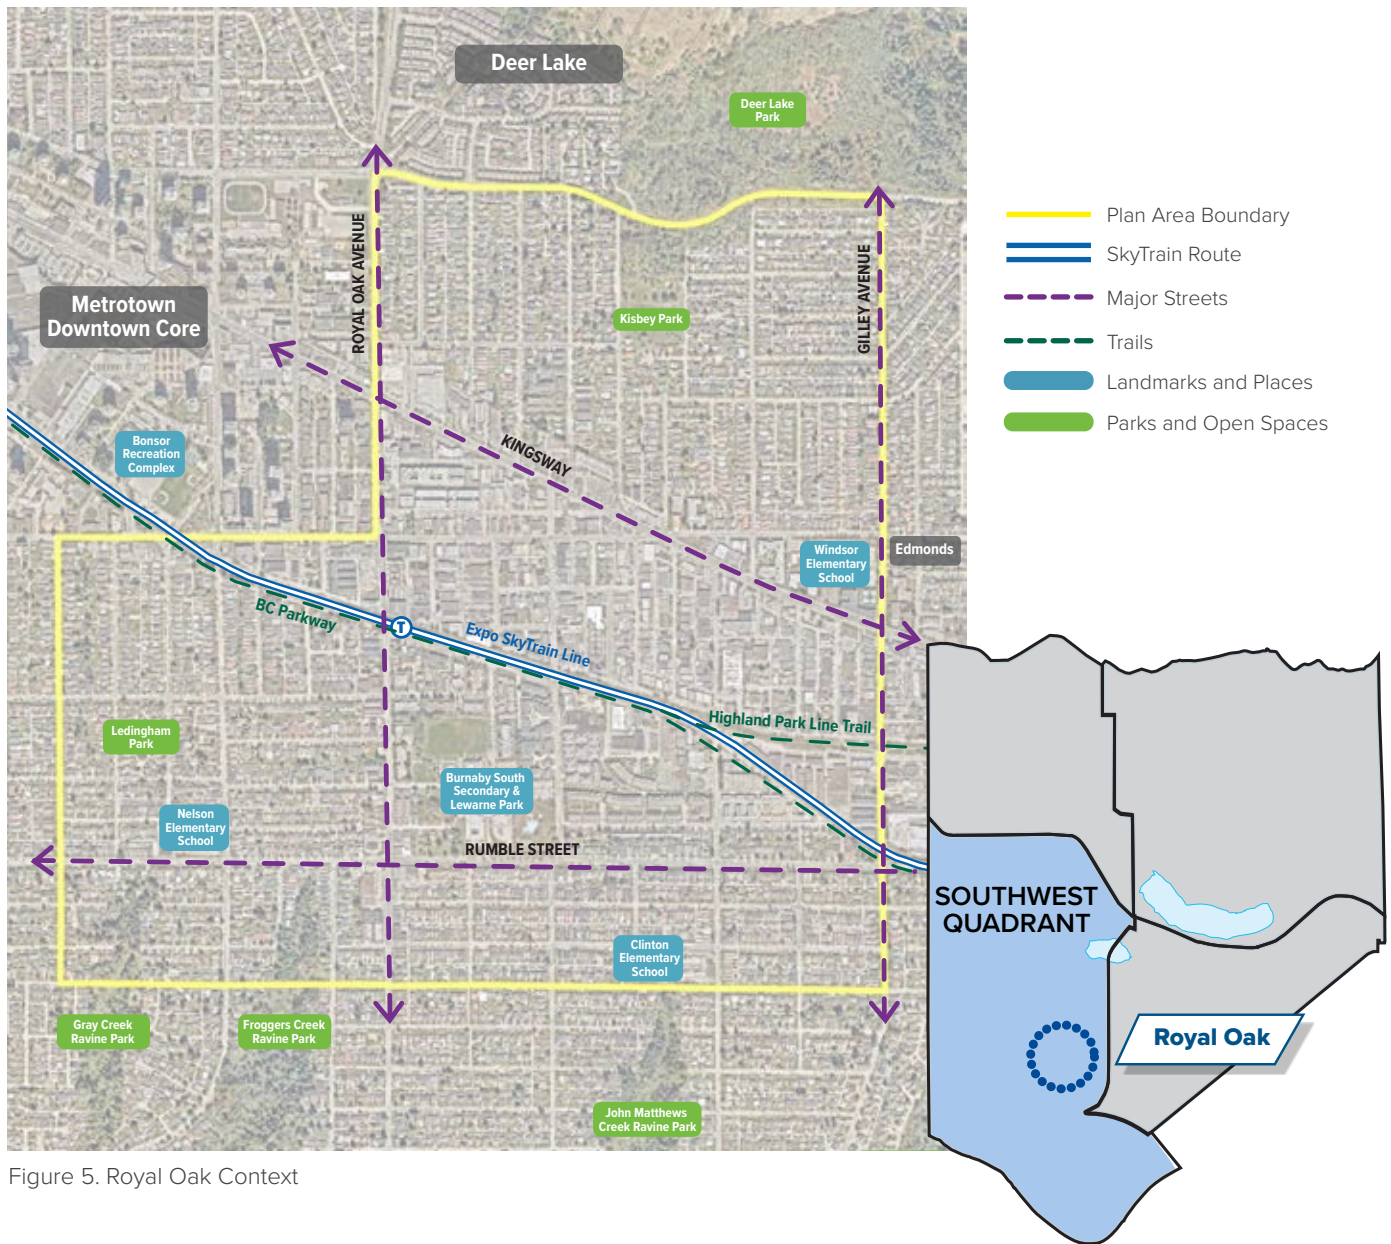 Deer Lake
Deer Lake
Park
ROYAL OAK AVENUE
GILLEY AVENUE
Metrotown
Downtown Core
Kisbey Park
KINGSWAY
Bonsor
Recreation
Complex
Windsor
Elementary
School
Edmonds
BC Parkway
T
Expo SkyTrain Line
Highland Park Line Trail
Ledingham
Park
Burnaby South
Secondary &
Lewarne Park
Nelson
Elementary
School
RUMBLE STREET
Clinton
Elementary
School
Gray Creek
Ravine Park
Froggers Creek
Ravine Park
John Matthews
Creek Ravine Park
Plan Area Boundary
SkyTrain Route
Major Streets
Trails
Landmarks and Places
Parks and Open Spaces
SOUTHWEST
QUADRANT
Royal Oak
Figure 5. Royal Oak Context